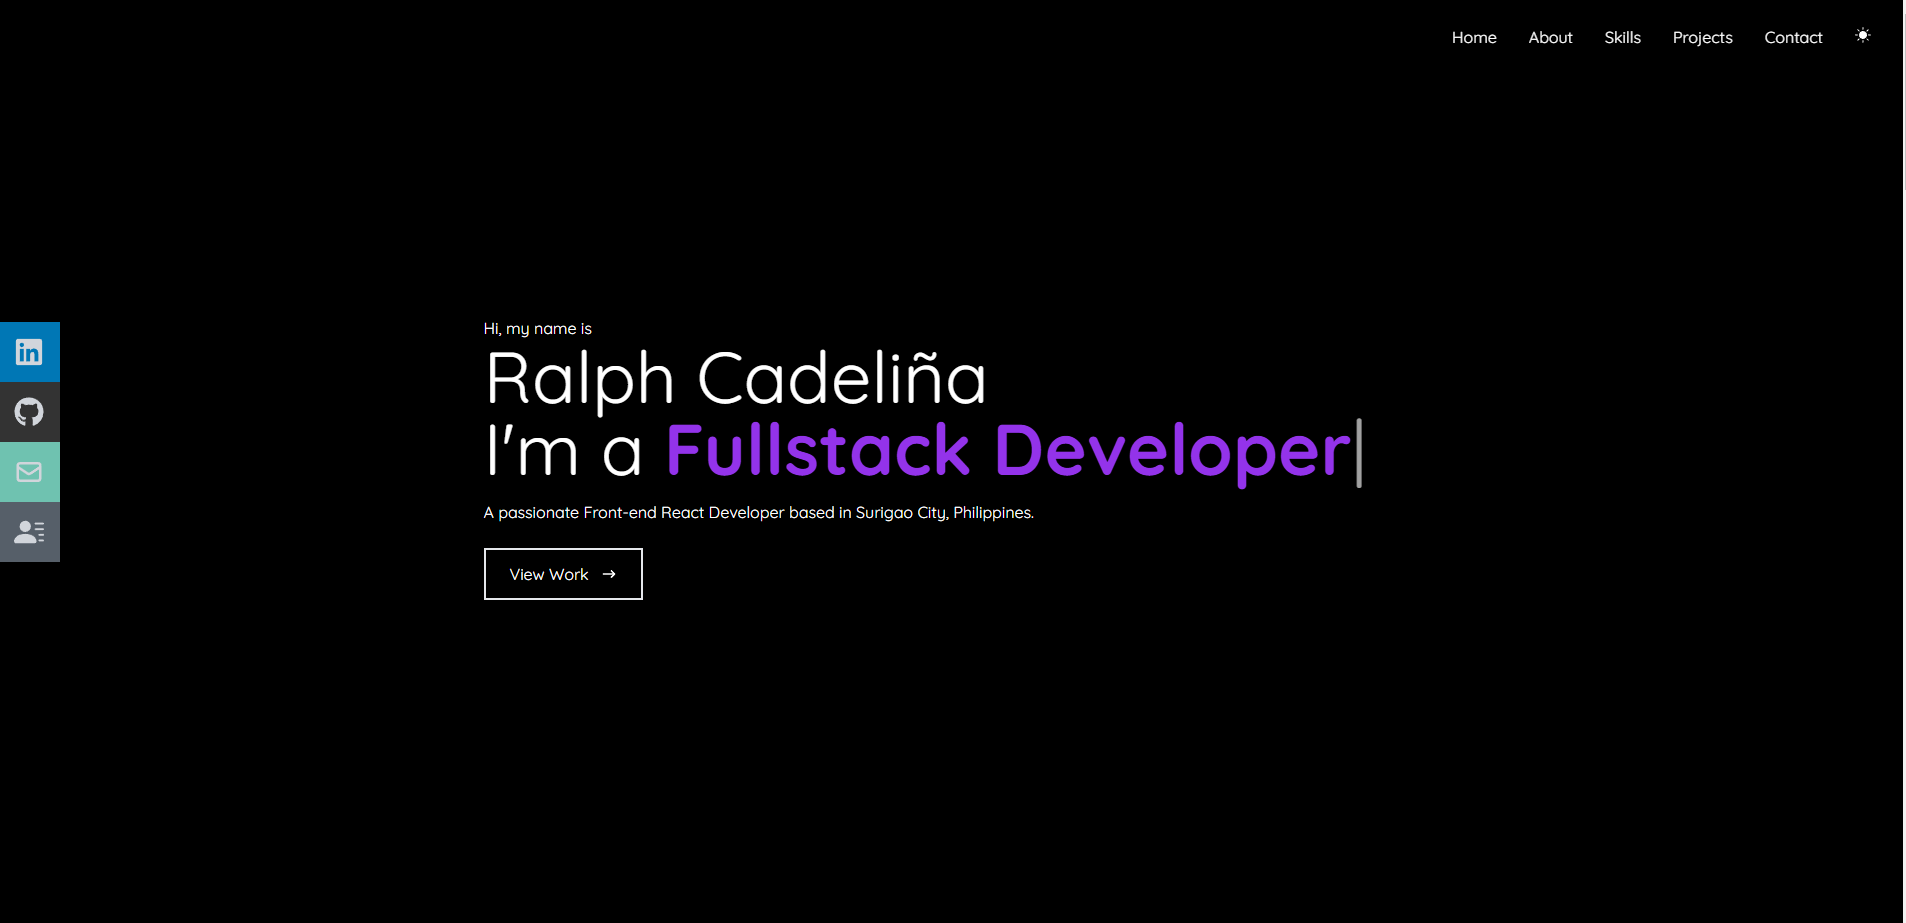 Home About Skills Projects Contact
in
Hi, my name is
Ralph Cadeliña
I'm a Fullstack Developer
A passionate Front-end React Developer based in Surigao City, Philippines.
View Work →